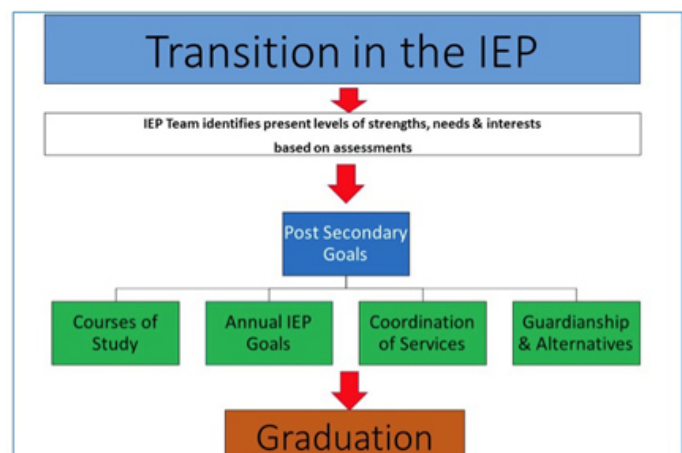 Transition in the IEP
IEP Team identifies present levels of strengths, needs & interests
based on assessments
Post Secondary
Goals
Courses of
Study
Annual IEP
Goals
Coordination
of Services
Guardianship
& Alternatives
Graduation